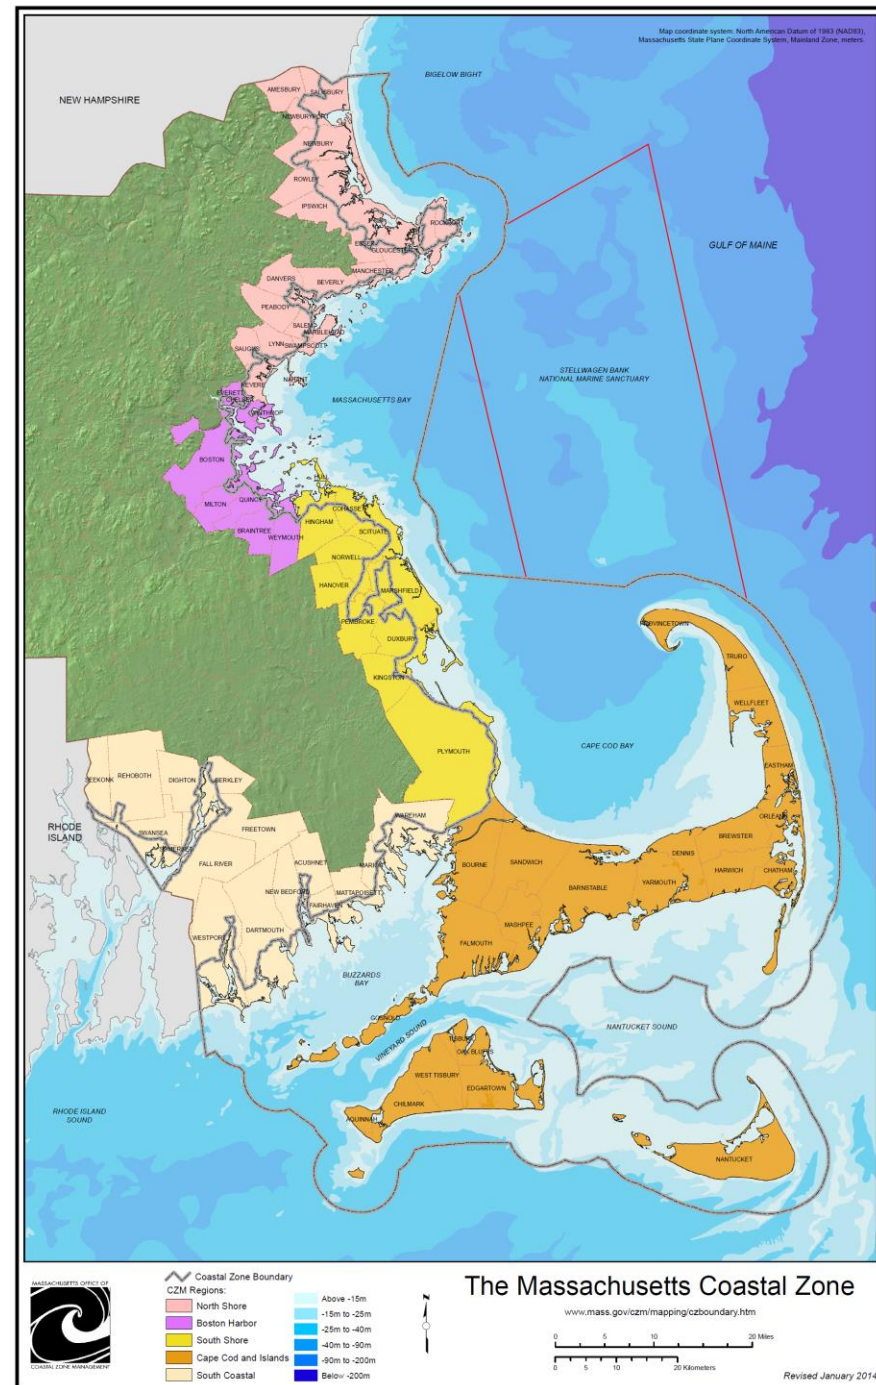 Map coordinate system: North American Datum of 1983 (NAD83),
Massachusetts State Plane Coordinate System, Mainland Zone, meters.
BIGELOW BIGHT
NEW HAMPSHIRE
AMESBURY
SALISBURY
NEWBURYPORT
NEWBURY
ROWLEY
IPSWICH
ESSEX
GLOUCESTER
MANCHESTER
GULF OF MAINE
DANVERS
BEVERLY
PEABODY
SALEM
MARBLEHEAD
LYNN
SWAMPSCOTT
SAUGUS
REVERE
NAHANT
EVERETT
CHELSEA
WINTHROP
STELLWAGEN BANK
NATIONAL MARINE SANCTUARY
MASSACHUSETTS BAY
BOSTON
MILTON
QUINCY
BRAINTREE
WEYMOUTH
HULL
HINGHAM
COHASSET
SCITUATE
NORWELL
HANOVER
MARSHFIELD
PEMBROKE
DUXBURY
KINGSTON
PLYMOUTH
PROVINCETOWN
TRURO
WELLFLEET
CAPE COD BAY
EASTHAM
ORLEANS
BREWSTER
DENNIS
HARWICH
CHATHAM
YARMOUTH
BARNSTABLE
SANDWICH
BOURNE
MASHPEE
FALMOUTH
RHODE
ISLAND
SEEKONK
REHOBOTH
DIGHTON
BERKLEY
SWANSEA
SOMERSET
FREETOWN
FALL RIVER
ACUSHNET
WAREHAM
MARION
NEW BEDFORD
MATTAPOISETT
FAIRHAVEN
WESTPORT
DARTMOUTH
BUZZARDS
BAY
GOSNOLD
VINEYARD SOUND
NANTUCKET SOUND
TISBURY
OAK BLUFFS
WEST TISBURY
EDGARTOWN
CHILMARK
AQUINNAH
NANTUCKET
RHODE ISLAND
SOUND
MASSACHUSETTS OFFICE OF
COASTAL ZONE MANAGEMENT
Coastal Zone Boundary
CZM Regions:
North Shore
Boston Harbor
South Shore
Cape Cod and Islands
South Coastal
Above -15m
-15m to -25m
-25m to -40m
-40m to -90m
-90m to -200m
Below -200m
N
The Massachusetts Coastal Zone
www.mass.gov/czm/mapping/czboundary.htm
0 5 10 20 Miles
0 5 10 20 Kilometers
Revised January 2014